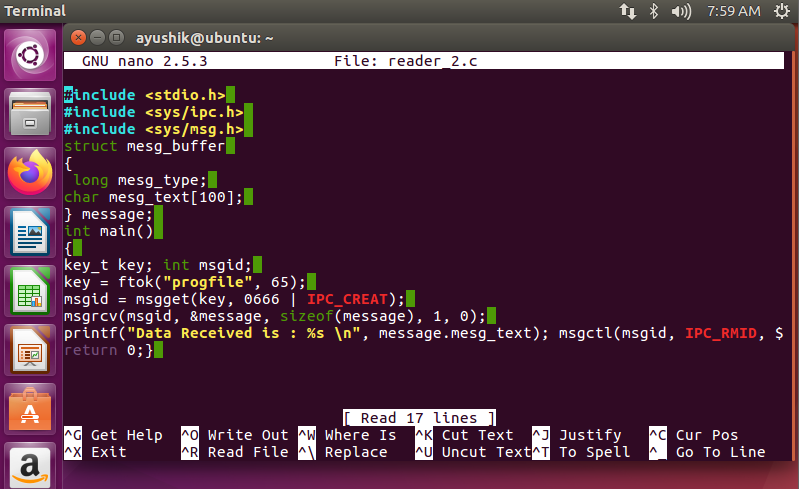 Terminal
7:59 AM
ayushik@ubuntu: ~
GNU nano 2.5.3 File: reader_2.c
#include <stdio.h>
#include <sys/ipc.h>
#include <sys/msg.h>
struct mesg_buffer
{
 long mesg_type;
char mesg_text[100];
} message;
int main()
{
key_t key; int msgid;
key = ftok("progfile", 65);
msgid = msgget(key, 0666 | IPC_CREAT);
msgrcv(msgid, &message, sizeof(message), 1, 0);
printf("Data Received is : %s \n", message.mesg_text); msgctl(msgid, IPC_RMID, $
return 0;}
[ Read 17 lines ]
^G Get Help ^O Write Out ^W Where Is ^K Cut Text ^J Justify ^C Cur Pos
^X Exit ^R Read File ^\ Replace ^U Uncut Text ^T To Spell ^_ Go To Line
a